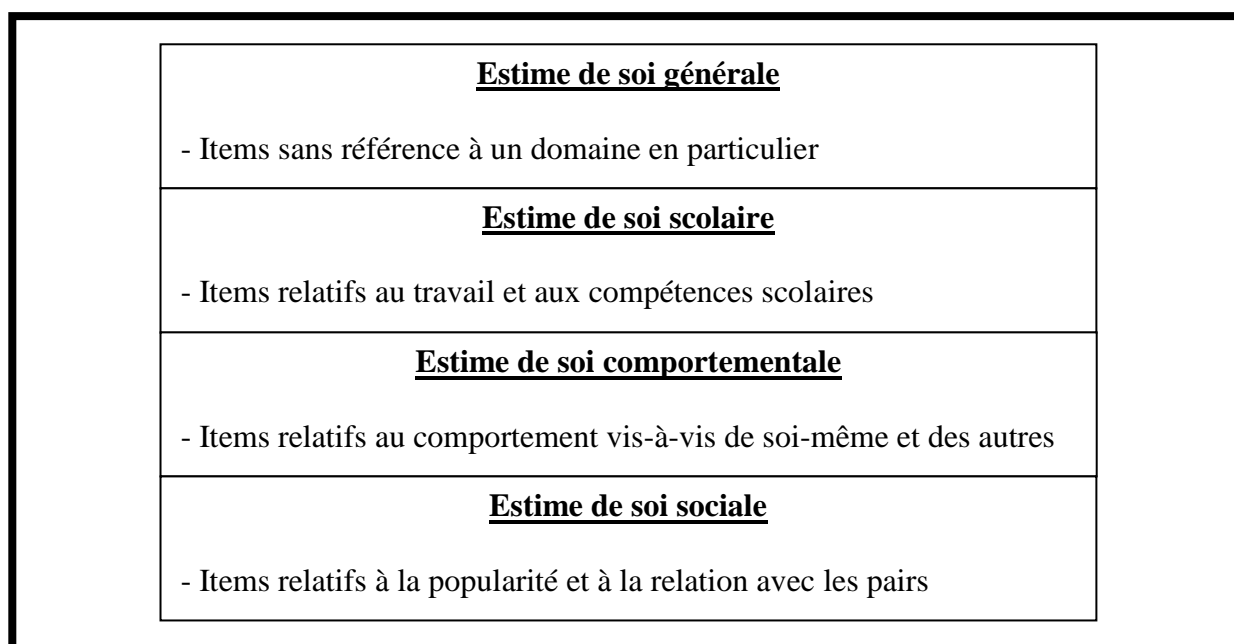 Estime de soi générale
- Items sans référence à un domaine en particulier
Estime de soi scolaire
- Items relatifs au travail et aux compétences scolaires
Estime de soi comportementale
- Items relatifs au comportement vis-à-vis de soi-même et des autres
Estime de soi sociale
- Items relatifs à la popularité et à la relation avec les pairs